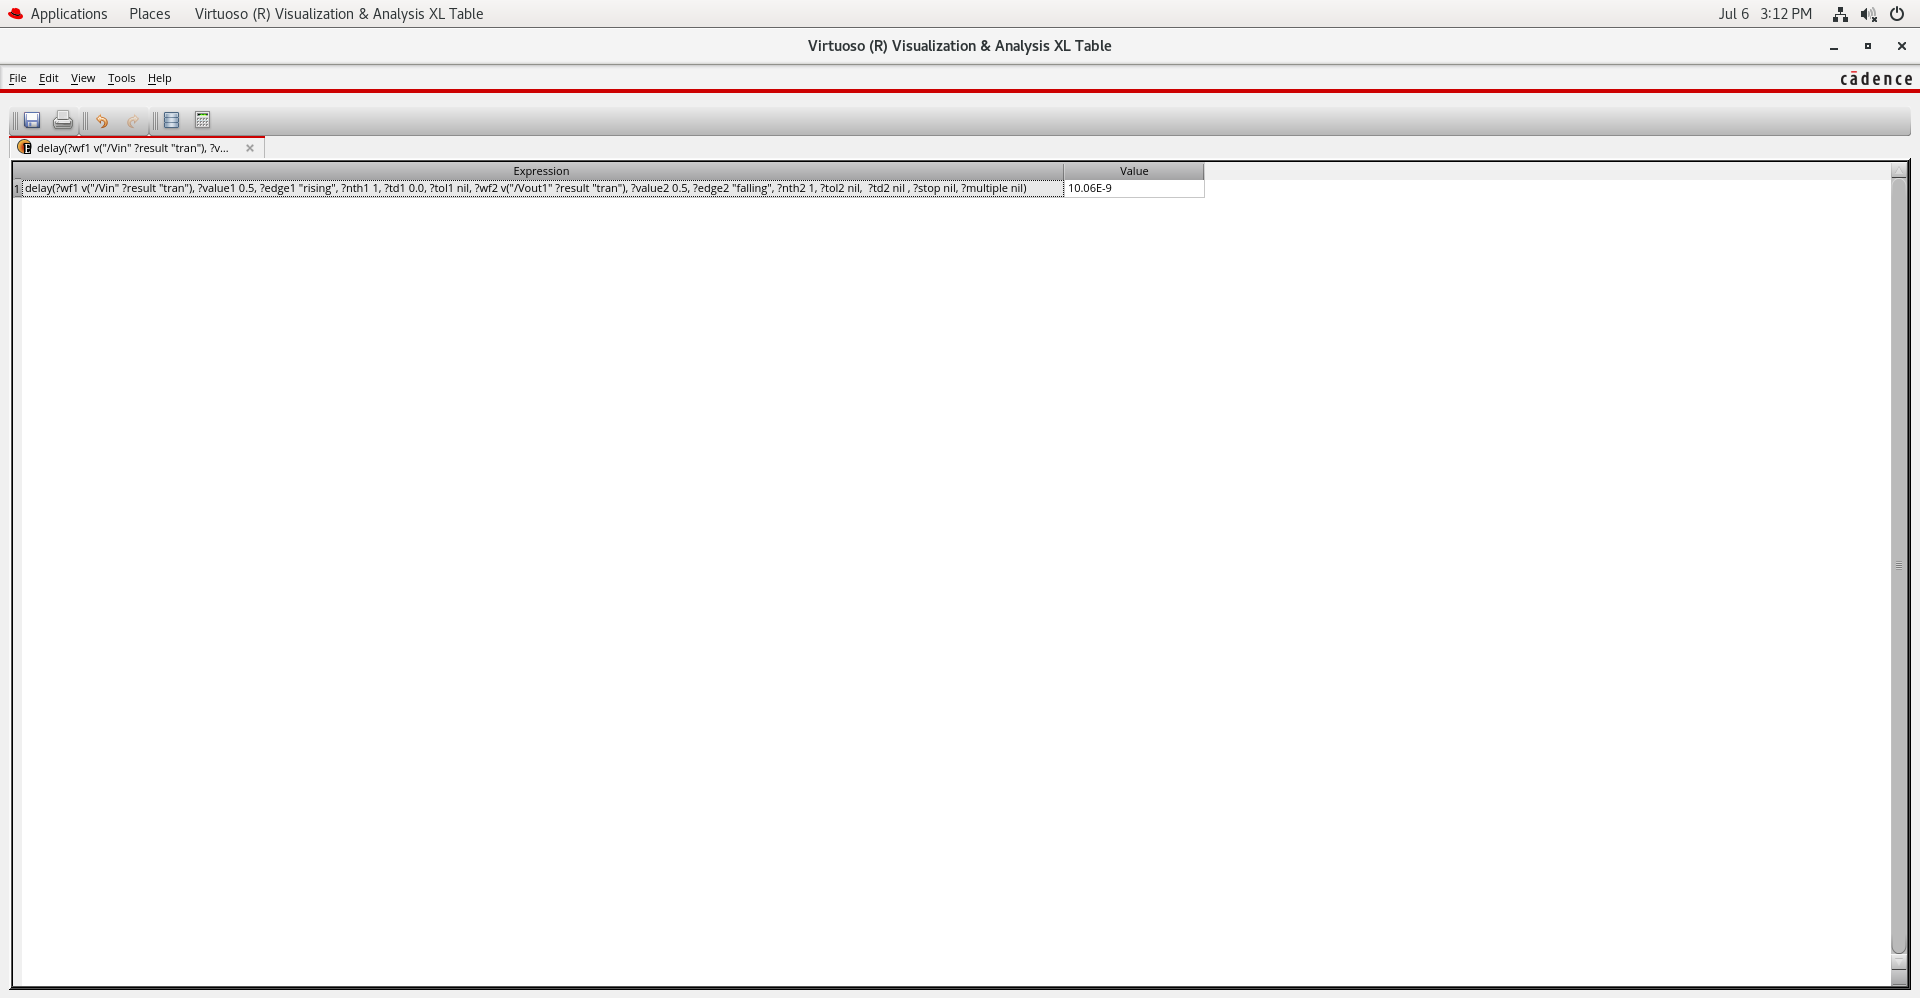 Applications Places Virtuoso (R) Visualization & Analysis XL Table Jul 6 3:12 PM
Virtuoso (R) Visualization & Analysis XL Table
File Edit View Tools Help cādence
delay(?wf1 v("/Vin" ?result "tran"), ?v...
Expression Value
1 delay(?wf1 v("/Vin" ?result "tran"), ?value1 0.5, ?edge1 "rising", ?nth1 1, ?td1 0.0, ?tol1 nil, ?wf2 v("/Vout1" ?result "tran"), ?value2 0.5, ?edge2 "falling", ?nth2 1, ?tol2 nil,  ?td2 nil , ?stop nil, ?multiple nil) 10.06E-9